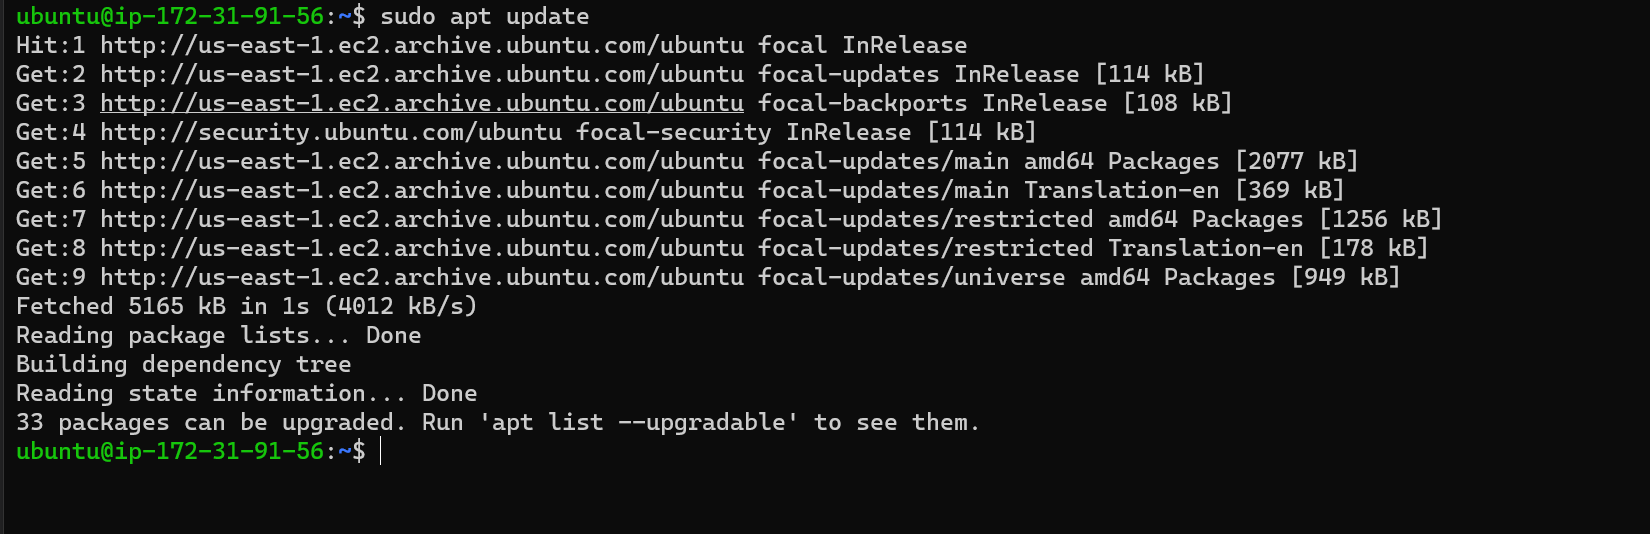 ubuntu@ip-172-31-91-56:~$ sudo apt update
Hit:1 http://us-east-1.ec2.archive.ubuntu.com/ubuntu focal InRelease
Get:2 http://us-east-1.ec2.archive.ubuntu.com/ubuntu focal-updates InRelease [114 kB]
Get:3 http://us-east-1.ec2.archive.ubuntu.com/ubuntu focal-backports InRelease [108 kB]
Get:4 http://security.ubuntu.com/ubuntu focal-security InRelease [114 kB]
Get:5 http://us-east-1.ec2.archive.ubuntu.com/ubuntu focal-updates/main amd64 Packages [2077 kB]
Get:6 http://us-east-1.ec2.archive.ubuntu.com/ubuntu focal-updates/main Translation-en [369 kB]
Get:7 http://us-east-1.ec2.archive.ubuntu.com/ubuntu focal-updates/restricted amd64 Packages [1256 kB]
Get:8 http://us-east-1.ec2.archive.ubuntu.com/ubuntu focal-updates/restricted Translation-en [178 kB]
Get:9 http://us-east-1.ec2.archive.ubuntu.com/ubuntu focal-updates/universe amd64 Packages [949 kB]
Fetched 5165 kB in 1s (4012 kB/s)
Reading package lists... Done
Building dependency tree
Reading state information... Done
33 packages can be upgraded. Run 'apt list --upgradable' to see them.
ubuntu@ip-172-31-91-56:~$